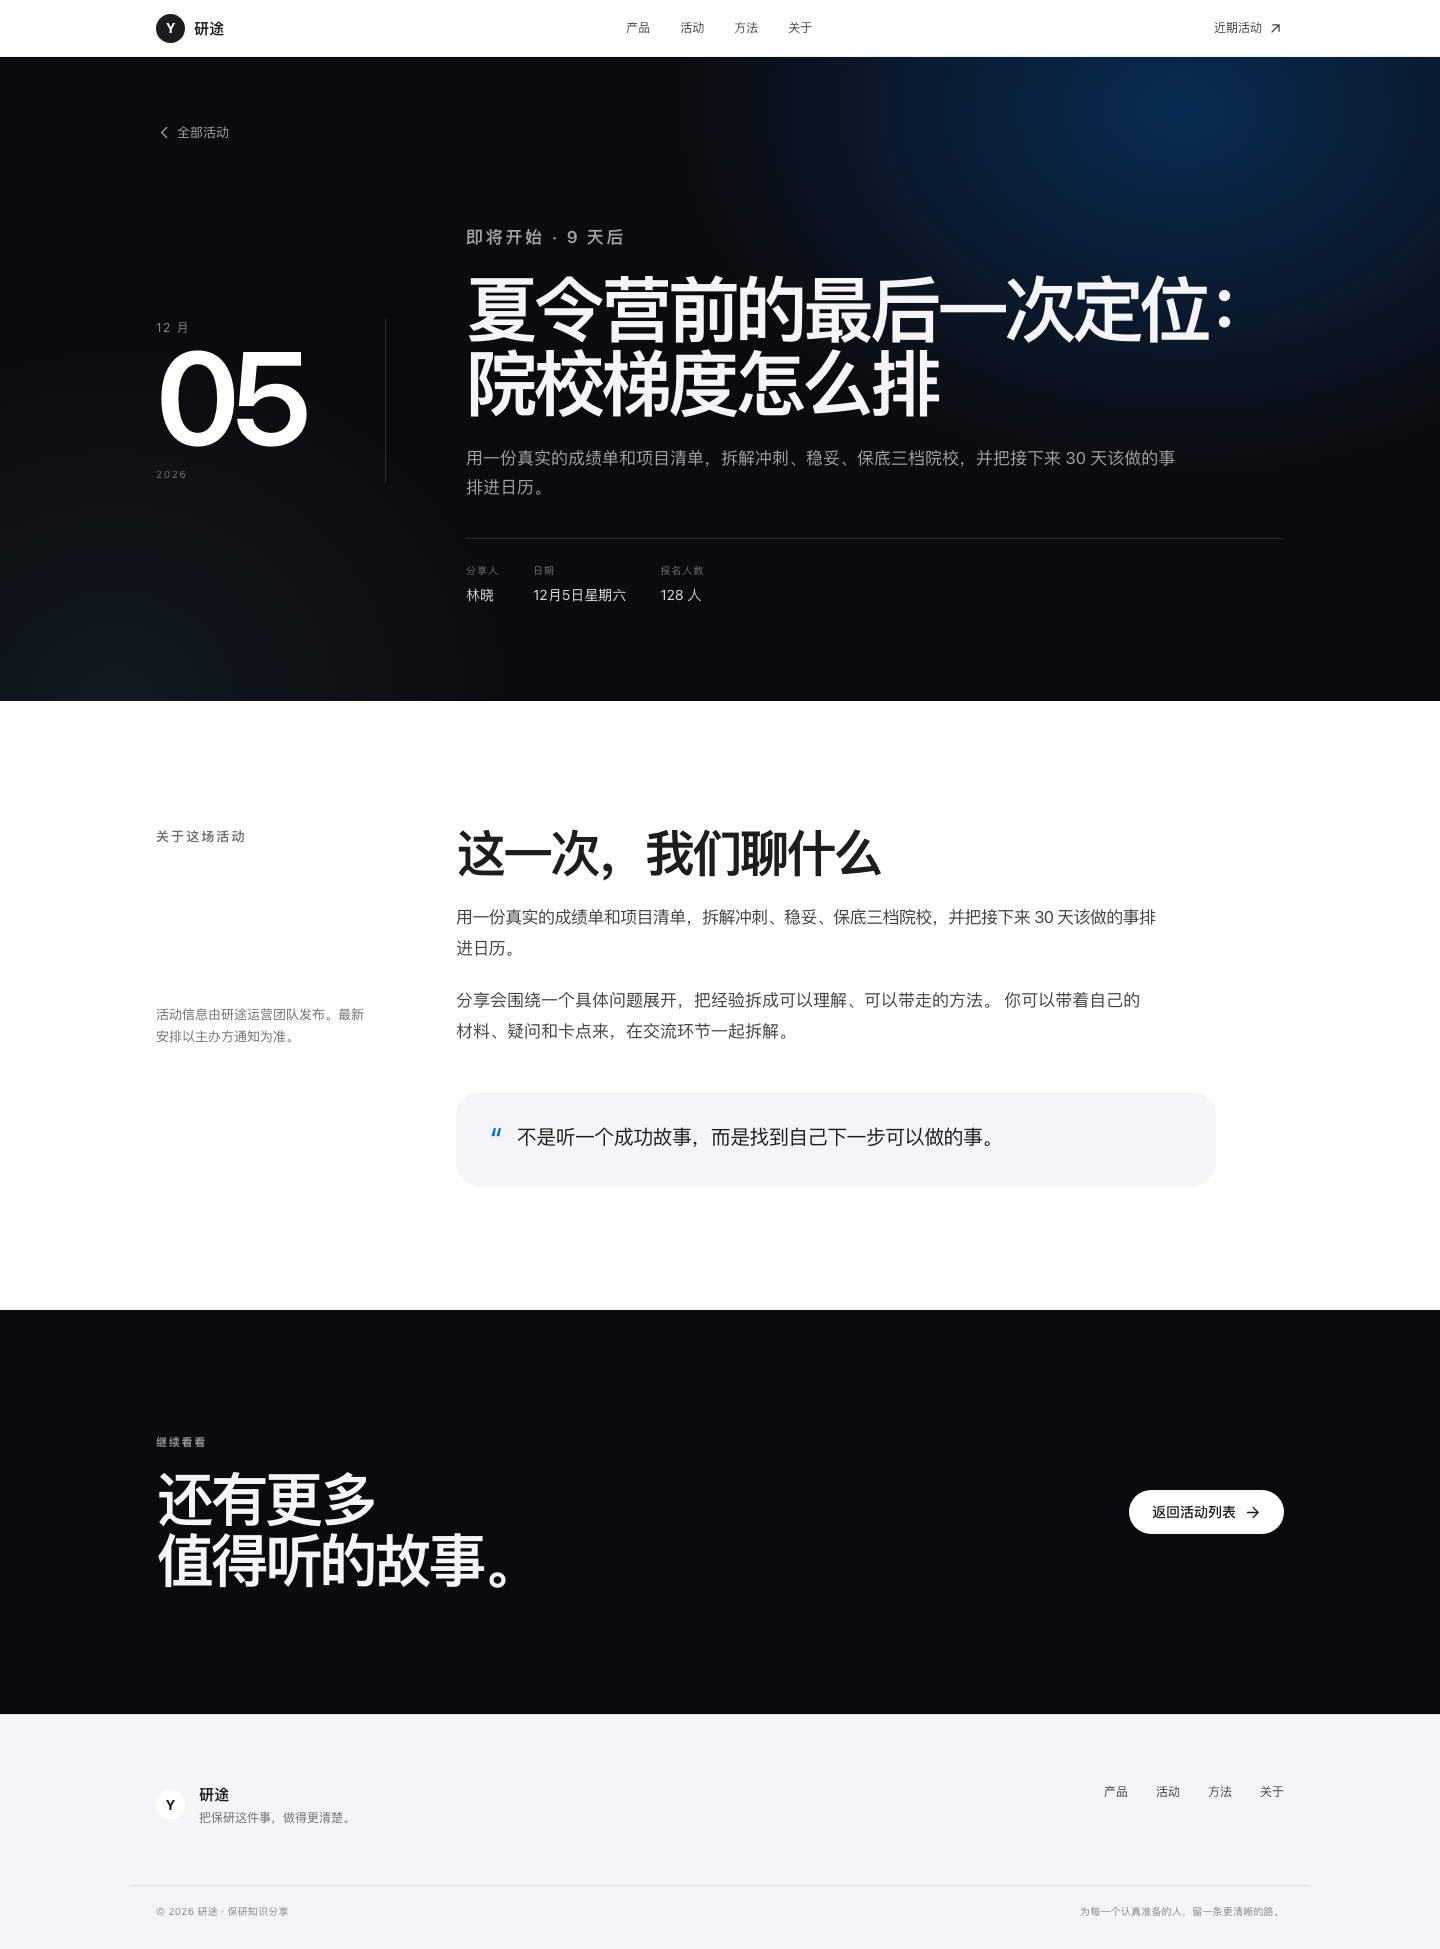 Y 研途
产品 活动 方法 关于
近期活动
全部活动
12 月
05
2026
即将开始 · 9 天后
夏令营前的最后一次定位：
院校梯度怎么排
用一份真实的成绩单和项目清单，拆解冲刺、稳妥、保底三档院校，并把接下来 30 天该做的事
排进日历。
分享人 日期 报名人数
林晓 12月5日星期六 128 人
关于这场活动
活动信息由研途运营团队发布。最新
安排以主办方通知为准。
这一次，我们聊什么
用一份真实的成绩单和项目清单，拆解冲刺、稳妥、保底三档院校，并把接下来 30 天该做的事排
进日历。
分享会围绕一个具体问题展开，把经验拆成可以理解、可以带走的方法。 你可以带着自己的
材料、疑问和卡点来，在交流环节一起拆解。
“ 不是听一个成功故事，而是找到自己下一步可以做的事。
继续看看
还有更多
值得听的故事。
返回活动列表
Y 研途
把保研这件事，做得更清楚。
产品 活动 方法 关于
© 2026 研途 · 保研知识分享
为每一个认真准备的人，留一条更清晰的路。